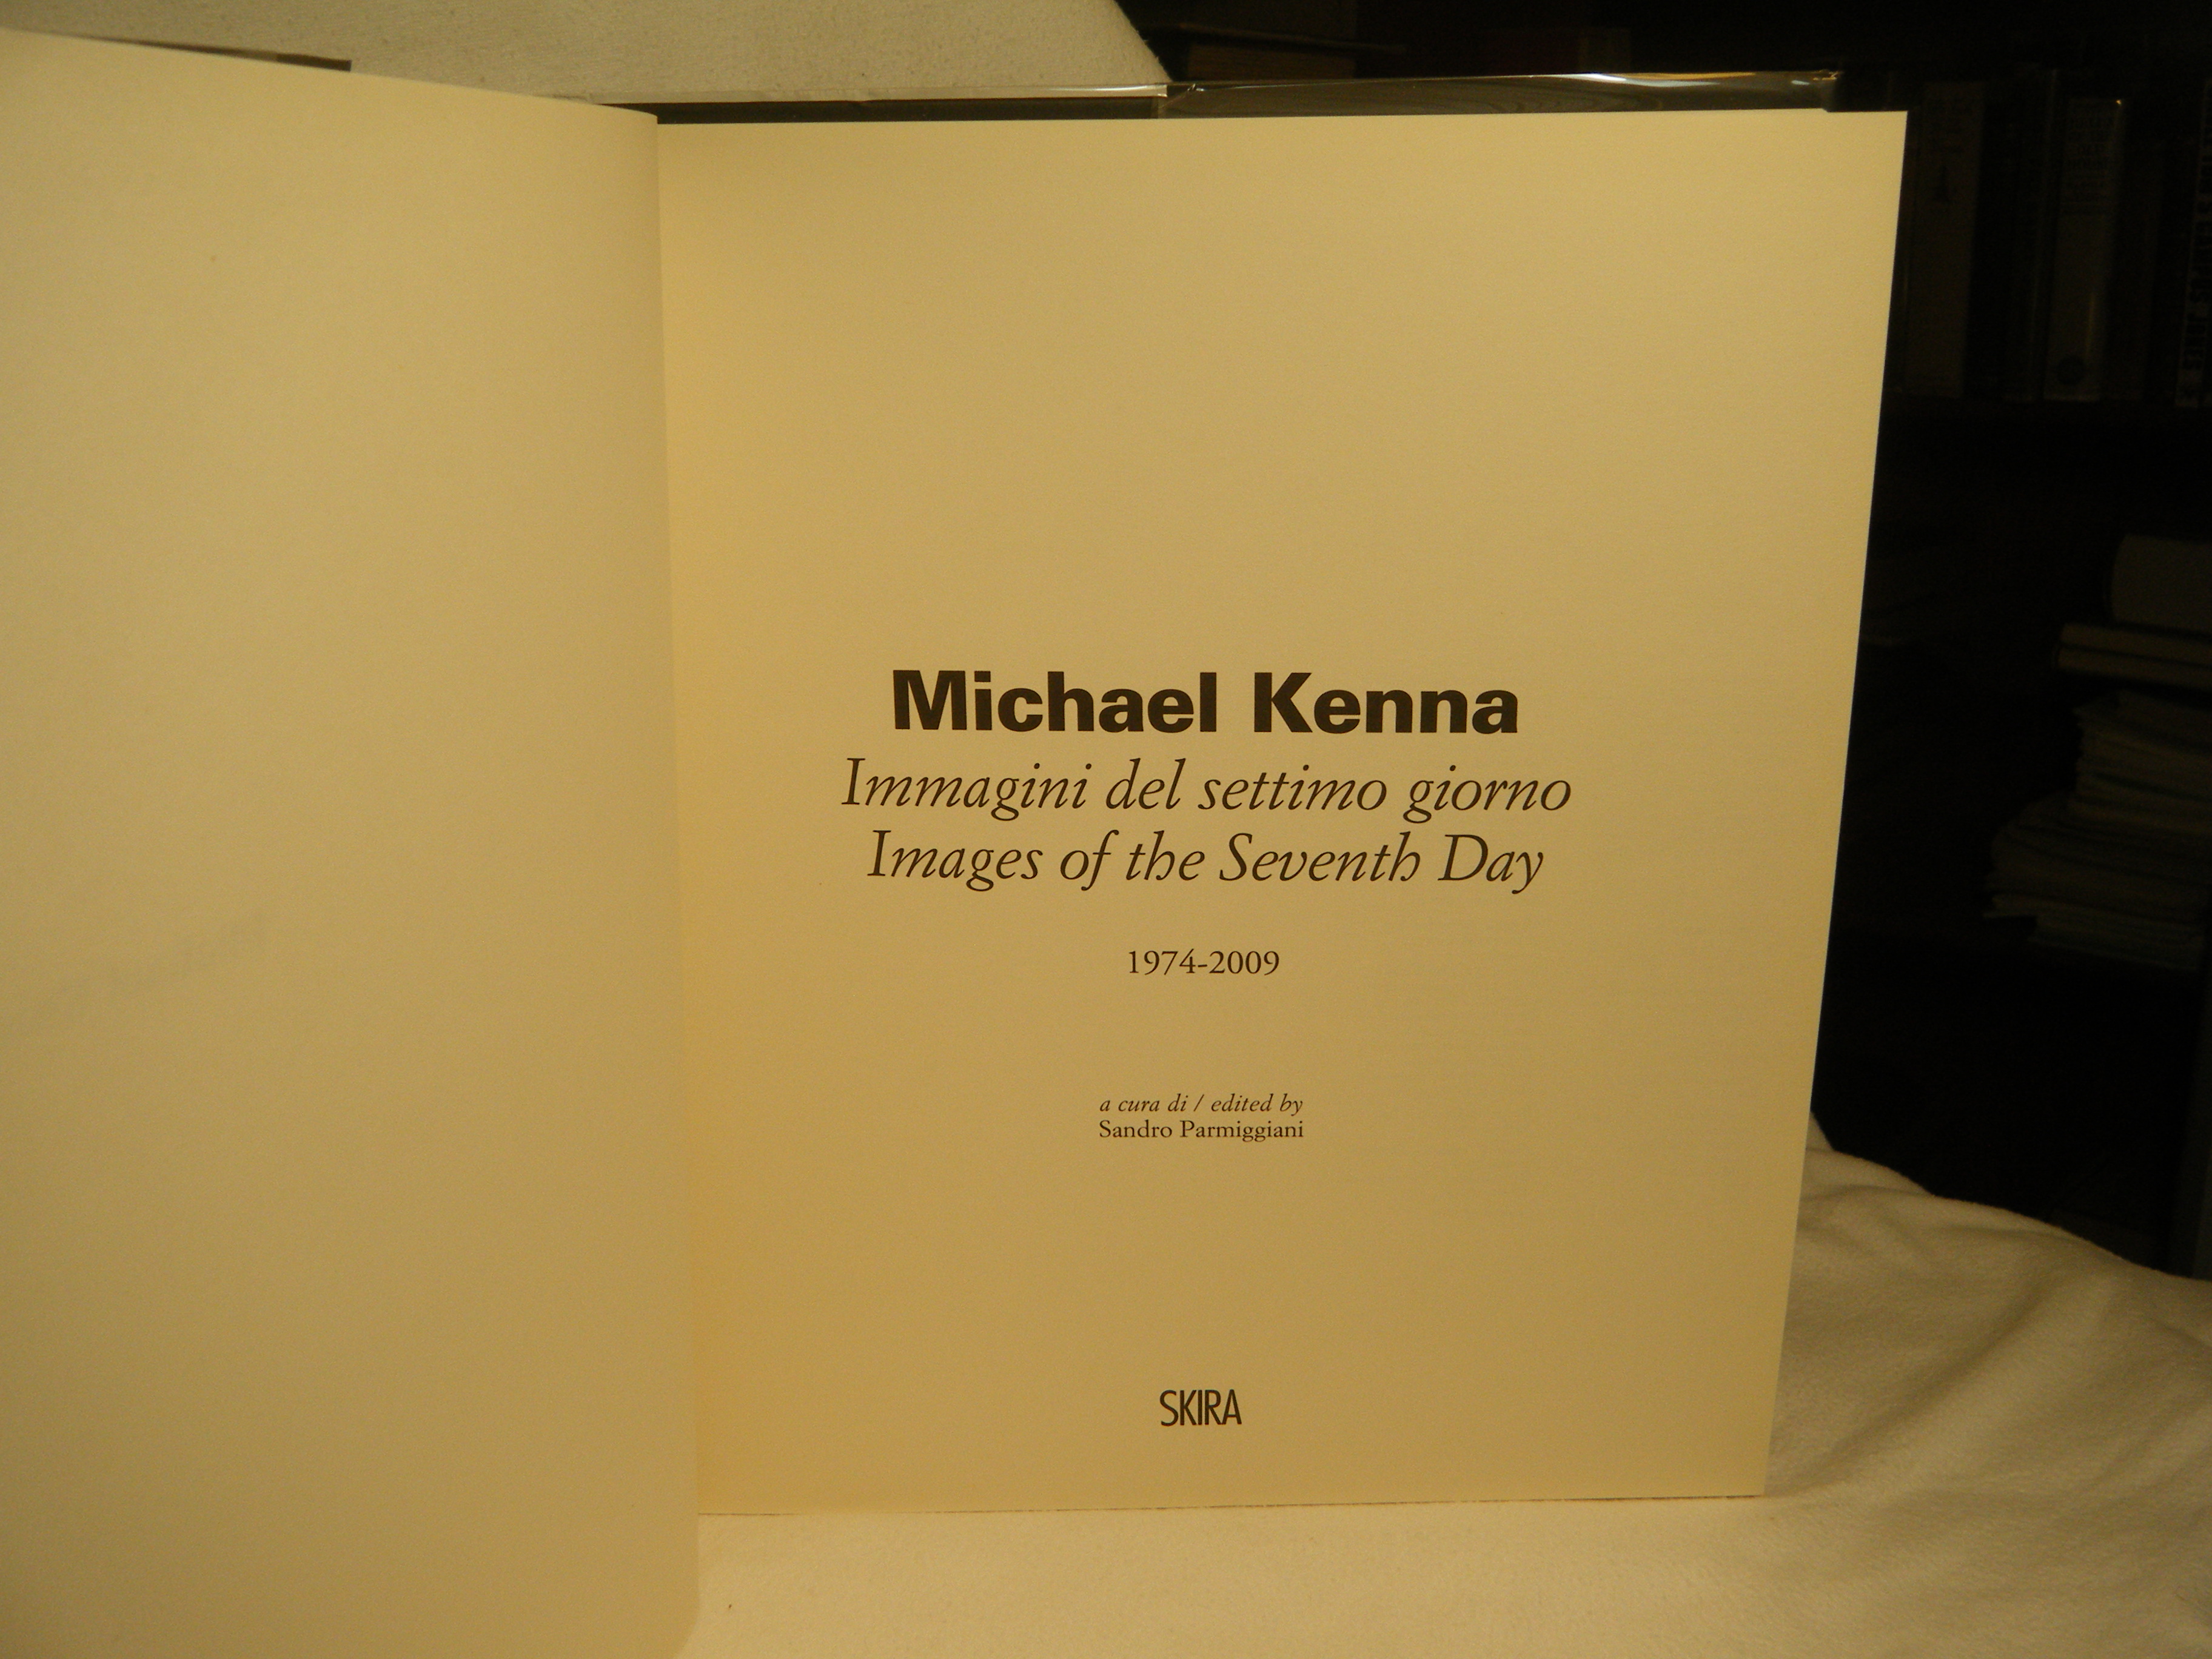 Michael Kenna
Immagini del settimo giorno
Images of the Seventh Day
1974-2009
a cura di / edited by
Sandro Parmiggiani
SKIRA